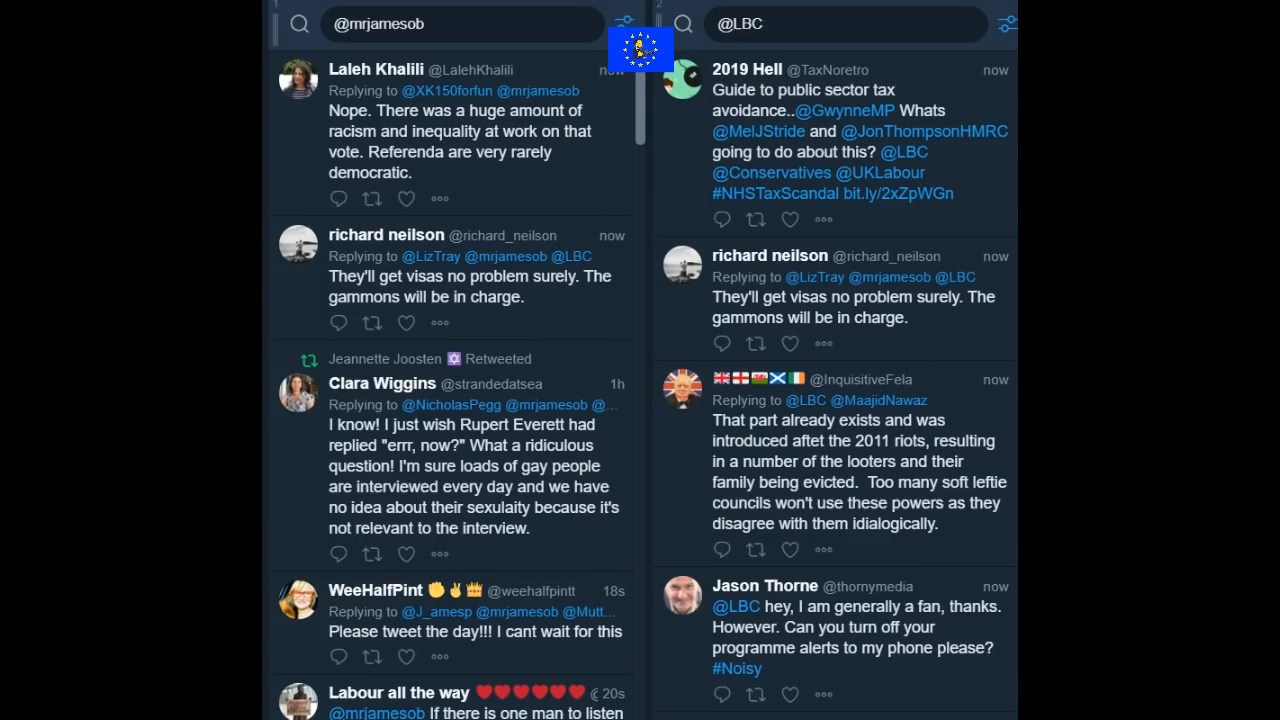 1
@mrjamesob
Laleh Khalili @LalehKhalili now
Replying to @XK150forfun @mrjamesob
Nope. There was a huge amount of
racism and inequality at work on that
vote. Referenda are very rarely
democratic.
richard neilson @richard_neilson now
Replying to @LizTray @mrjamesob @LBC
They'll get visas no problem surely. The
gammons will be in charge.
Jeannette Joosten Retweeted
Clara Wiggins @strandedatsea 1h
Replying to @NicholasPegg @mrjamesob @...
I know! I just wish Rupert Everett had
replied "errr, now?" What a ridiculous
question! I'm sure loads of gay people
are interviewed every day and we have
no idea about their sexulaity because it's
not relevant to the interview.
WeeHalfPint ✊✌👑 @weehalfpintt 18s
Replying to @J_amesp @mrjamesob @Mutt...
Please tweet the day!!! I cant wait for this
Labour all the way ❤❤❤❤❤❤ @ 20s
@mrjamesob If there is one man to listen
2
@LBC
2019 Hell @TaxNoretro now
Guide to public sector tax
avoidance..@GwynneMP Whats
@MelJStride and @JonThompsonHMRC
going to do about this? @LBC
@Conservatives @UKLabour
#NHSTaxScandal bit.ly/2xZpWGn
richard neilson @richard_neilson now
Replying to @LizTray @mrjamesob @LBC
They'll get visas no problem surely. The
gammons will be in charge.
@InquisitiveFela now
Replying to @LBC @MaajidNawaz
That part already exists and was
introduced aftet the 2011 riots, resulting
in a number of the looters and their
family being evicted. Too many soft leftie
councils won't use these powers as they
disagree with them idialogically.
Jason Thorne @thornymedia now
@LBC hey, I am generally a fan, thanks.
However. Can you turn off your
programme alerts to my phone please?
#Noisy